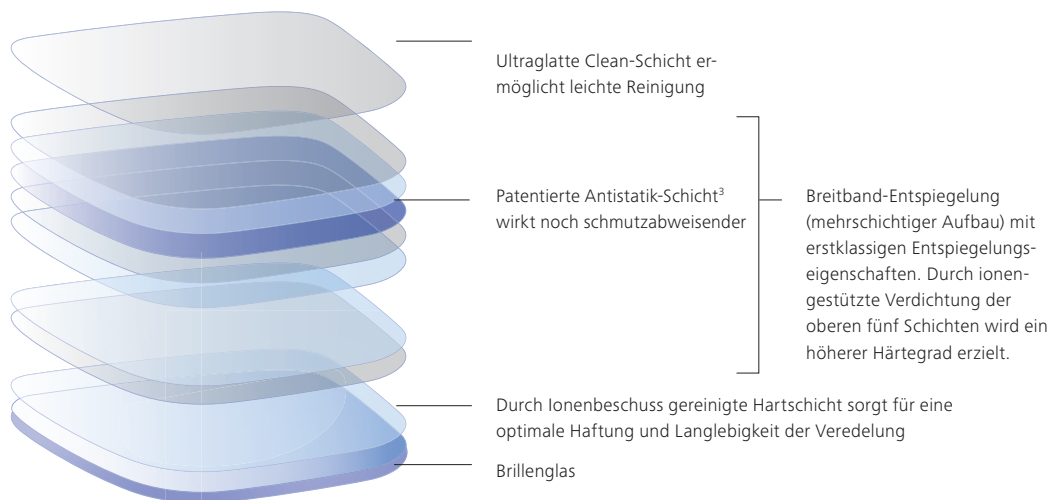 Ultraglatte Clean-Schicht er-
möglicht leichte Reinigung
Patentierte Antistatik-Schicht³
wirkt noch schmutzabweisender
Breitband-Entspiegelung
(mehrschichtiger Aufbau) mit
erstklassigen Entspiegelungs-
eigenschaften. Durch ionen-
gestützte Verdichtung der
oberen fünf Schichten wird ein
höherer Härtegrad erzielt.
Durch Ionenbeschuss gereinigte Hartschicht sorgt für eine
optimale Haftung und Langlebigkeit der Veredelung
Brillenglas